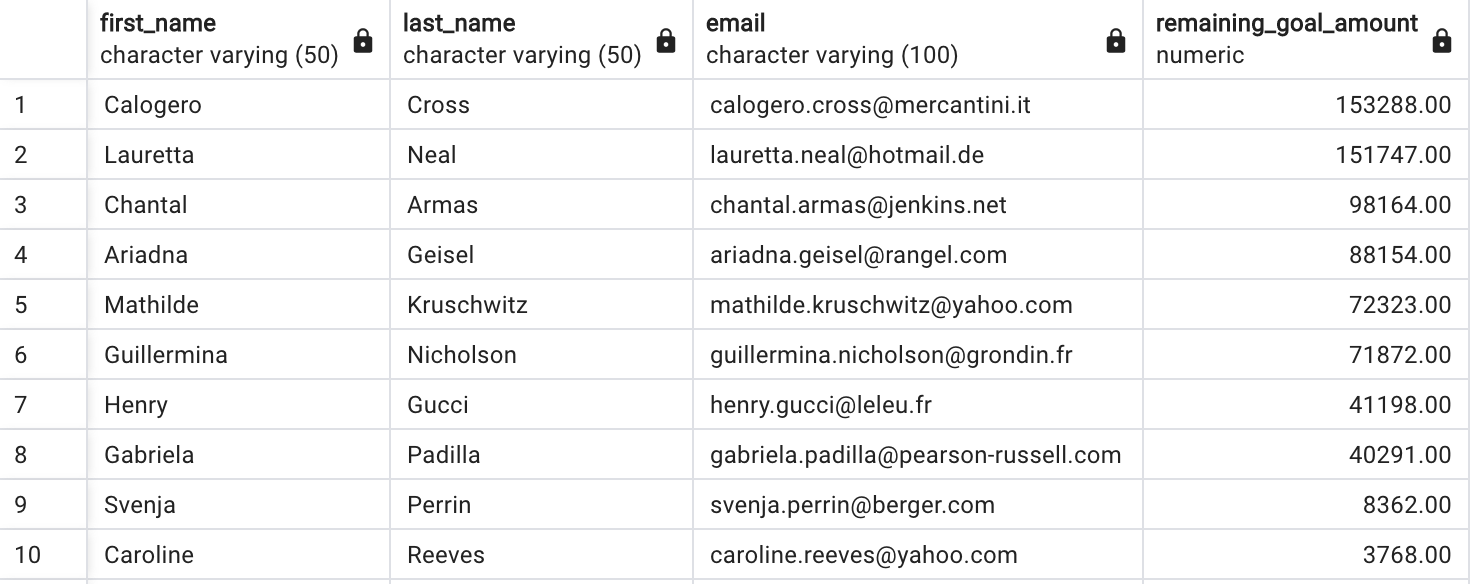 first_name last_name email remaining_goal_amount
character varying (50) character varying (50) character varying (100) numeric
1 Calogero Cross calogero.cross@mercantini.it 153288.00
2 Lauretta Neal lauretta.neal@hotmail.de 151747.00
3 Chantal Armas chantal.armas@jenkins.net 98164.00
4 Ariadna Geisel ariadna.geisel@rangel.com 88154.00
5 Mathilde Kruschwitz mathilde.kruschwitz@yahoo.com 72323.00
6 Guillermina Nicholson guillermina.nicholson@grondin.fr 71872.00
7 Henry Gucci henry.gucci@leleu.fr 41198.00
8 Gabriela Padilla gabriela.padilla@pearson-russell.com 40291.00
9 Svenja Perrin svenja.perrin@berger.com 8362.00
10 Caroline Reeves caroline.reeves@yahoo.com 3768.00